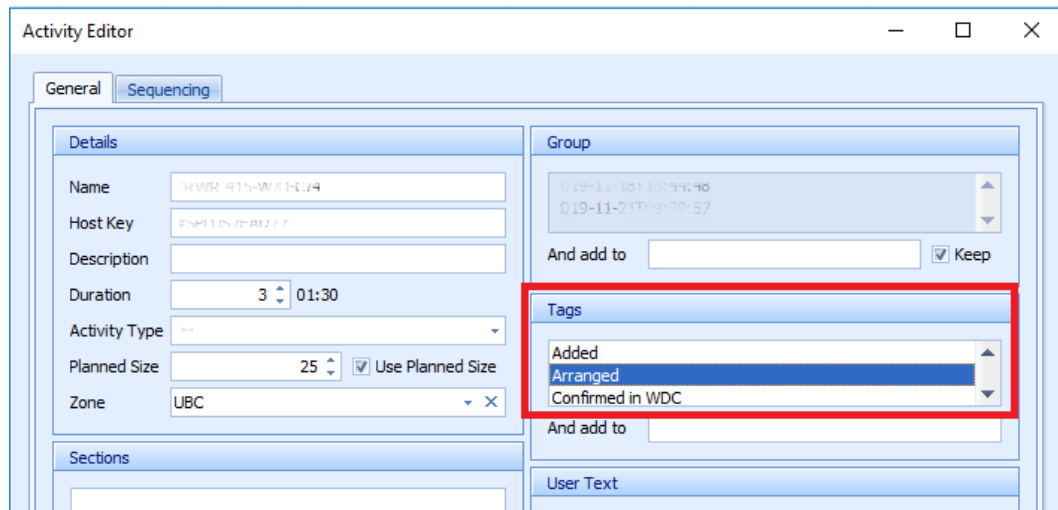 Activity Editor
General
Sequencing
Details
Name
Host Key
Description
Duration 3 01:30
Activity Type
Planned Size 25 Use Planned Size
Zone UBC
Sections
Group
And add to Keep
Tags
Added
Arranged
Confirmed in WDC
And add to
User Text